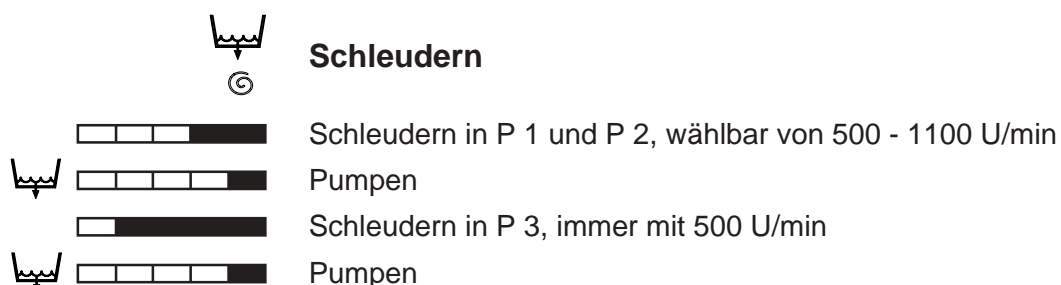 Schleudern
Schleudern in P 1 und P 2, wählbar von 500 - 1100 U/min
Pumpen
Schleudern in P 3, immer mit 500 U/min
Pumpen